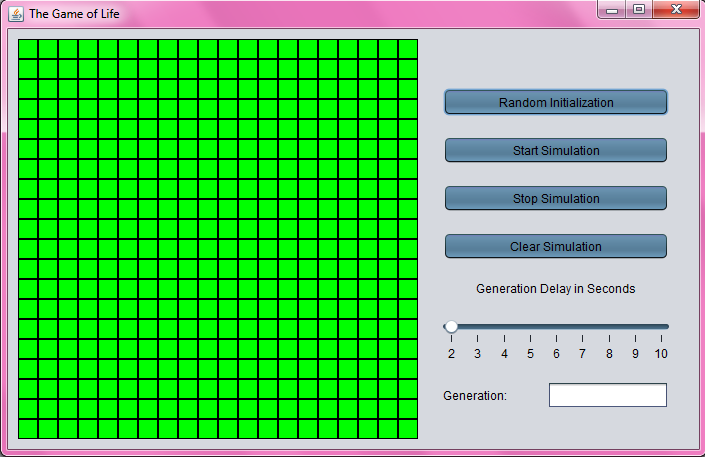 The Game of Life
Random Initialization
Start Simulation
Stop Simulation
Clear Simulation
Generation Delay in Seconds
2 3 4 5 6 7 8 9 10
Generation: